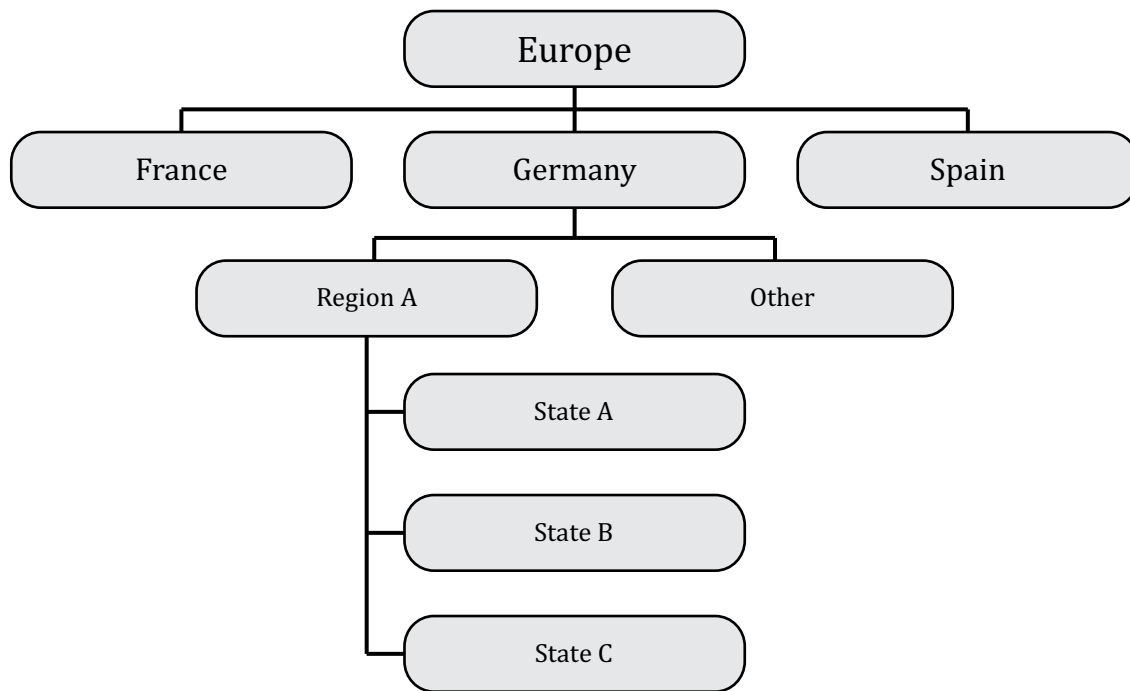 Europe
France
Germany
Spain
Region A
Other
State A
State B
State C